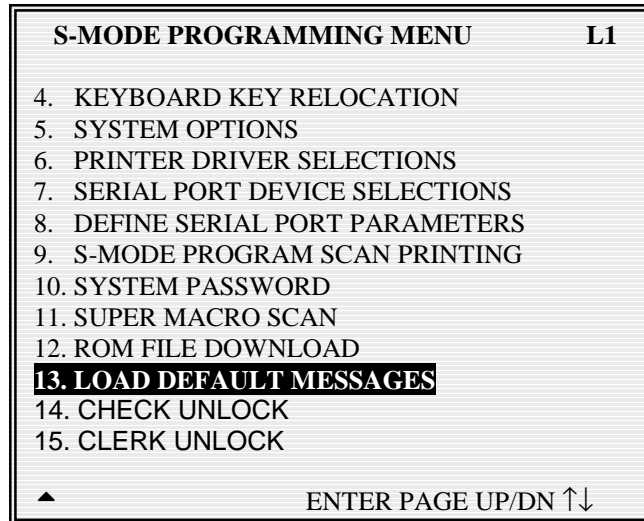 S-MODE PROGRAMMING MENU L1
4. KEYBOARD KEY RELOCATION
5. SYSTEM OPTIONS
6. PRINTER DRIVER SELECTIONS
7. SERIAL PORT DEVICE SELECTIONS
8. DEFINE SERIAL PORT PARAMETERS
9. S-MODE PROGRAM SCAN PRINTING
10. SYSTEM PASSWORD
11. SUPER MACRO SCAN
12. ROM FILE DOWNLOAD
13. LOAD DEFAULT MESSAGES
14. CHECK UNLOCK
15. CLERK UNLOCK
▲ ENTER PAGE UP/DN ↑↓